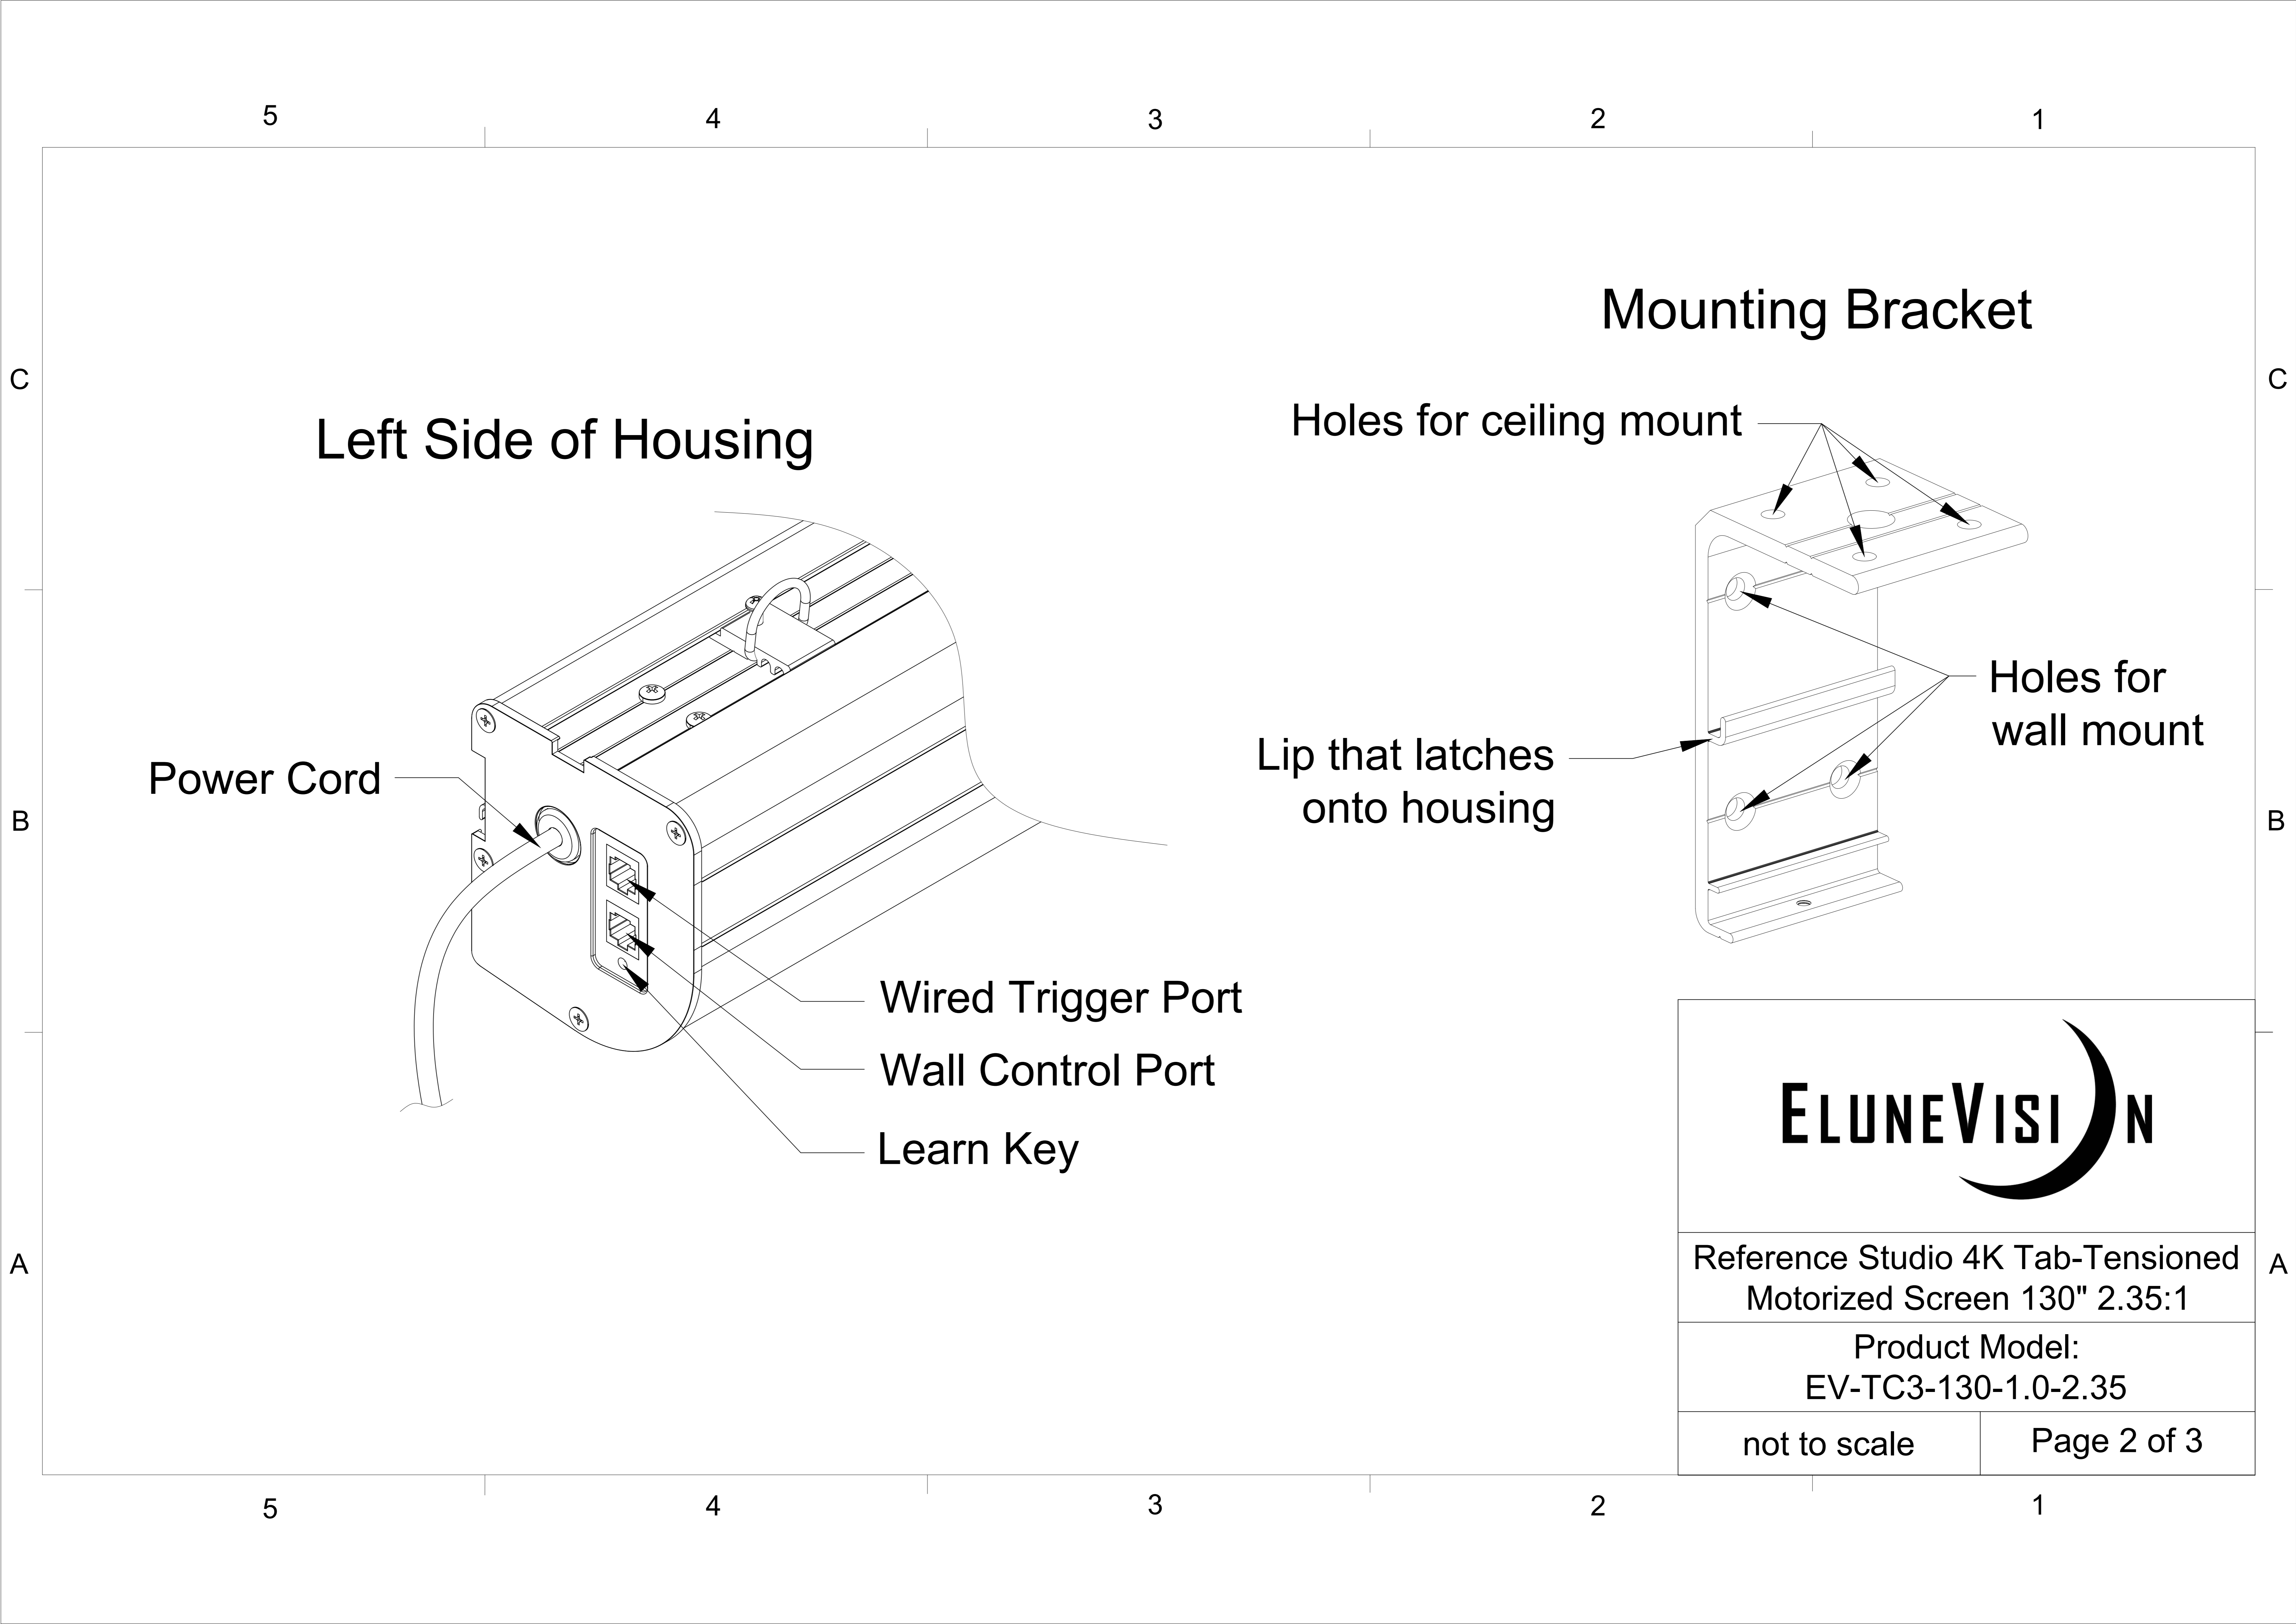 5 4 3 2 1
Mounting Bracket
C C
Holes for ceiling mount
Left Side of Housing
Holes for
wall mount
Lip that latches
onto housing
Power Cord
B B
Wired Trigger Port
Wall Control Port
Learn Key
ELUNEVISION
A A
Reference Studio 4K Tab-Tensioned
Motorized Screen 130" 2.35:1
Product Model:
EV-TC3-130-1.0-2.35
not to scale
Page 2 of 3
5 4 3 2 1